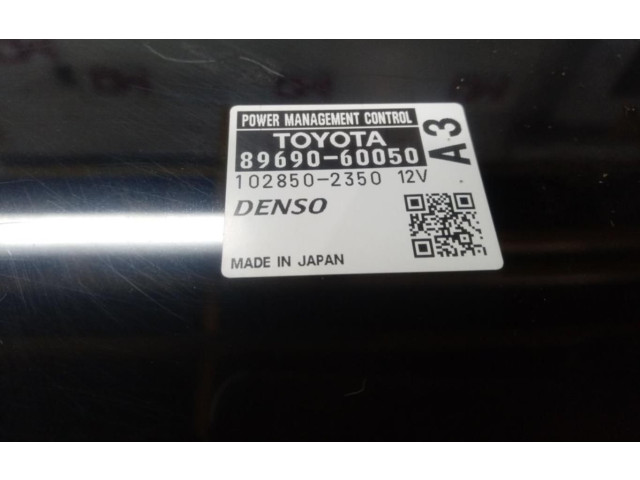 POWER MANAGEMENT CONTROL
TOYOTA
89690-60050
A3
102850-2350 12V
DENSO
MADE IN JAPAN